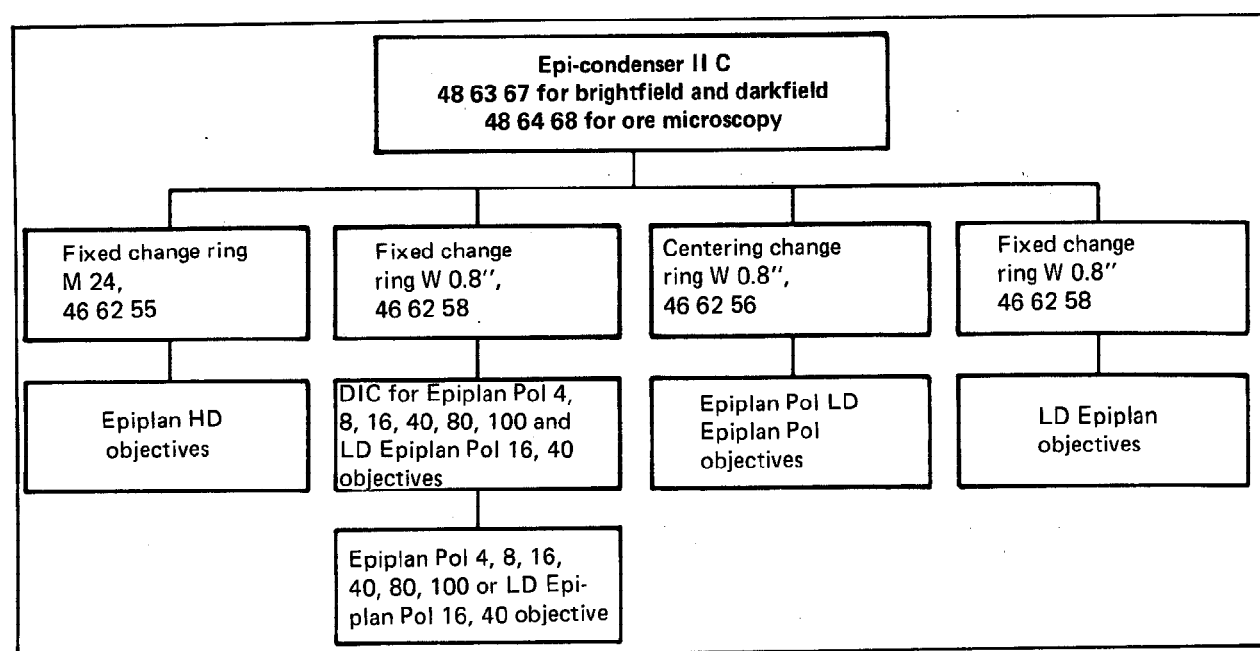 Epi-condenser II C
48 63 67 for brightfield and darkfield
48 64 68 for ore microscopy
Fixed change ring
M 24,
46 62 55
Fixed change
ring W 0.8′′,
46 62 58
Centering change
ring W 0.8′′,
46 62 56
Fixed change
ring W 0.8′′
46 62 58
Epiplan HD
objectives
DIC for Epiplan Pol 4,
8, 16, 40, 80, 100 and
LD Epiplan Pol 16, 40
objectives
Epiplan Pol LD
Epiplan Pol
objectives
LD Epiplan
objectives
Epiplan Pol 4, 8, 16,
40, 80, 100 or LD Epi-
plan Pol 16, 40 objective